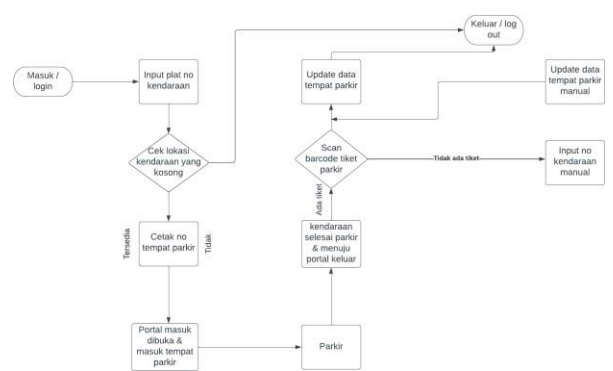 Masuk /
login
Input plat no
kendaraan
Cek lokasi
kendaraan yang
kosong
Tersedia
Tidak
Cetak no
tempat parkir
Portal masuk
dibuka &
masuk tempat
parkir
Parkir
kendaraan
selesai parkir
& menuju
portal keluar
Ada tiket
Scan
barcode tiket
parkir
Tidak ada tiket
Input no
kendaraan
manual
Update data
tempat parkir
manual
Update data
tempat parkir
Keluar / log
out